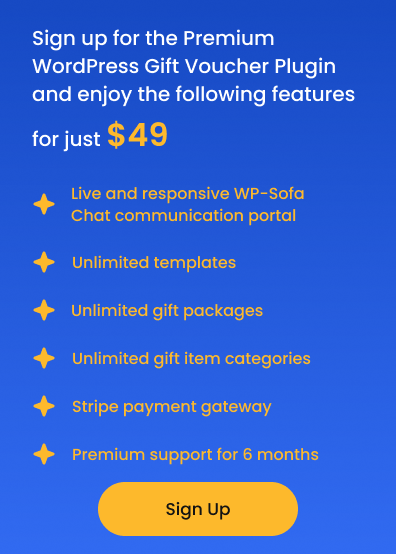 Sign up for the Premium
WordPress Gift Voucher Plugin
and enjoy the following features
for just $49
Live and responsive WP-Sofa
Chat communication portal
Unlimited templates
Unlimited gift packages
Unlimited gift item categories
Stripe payment gateway
Premium support for 6 months
Sign Up